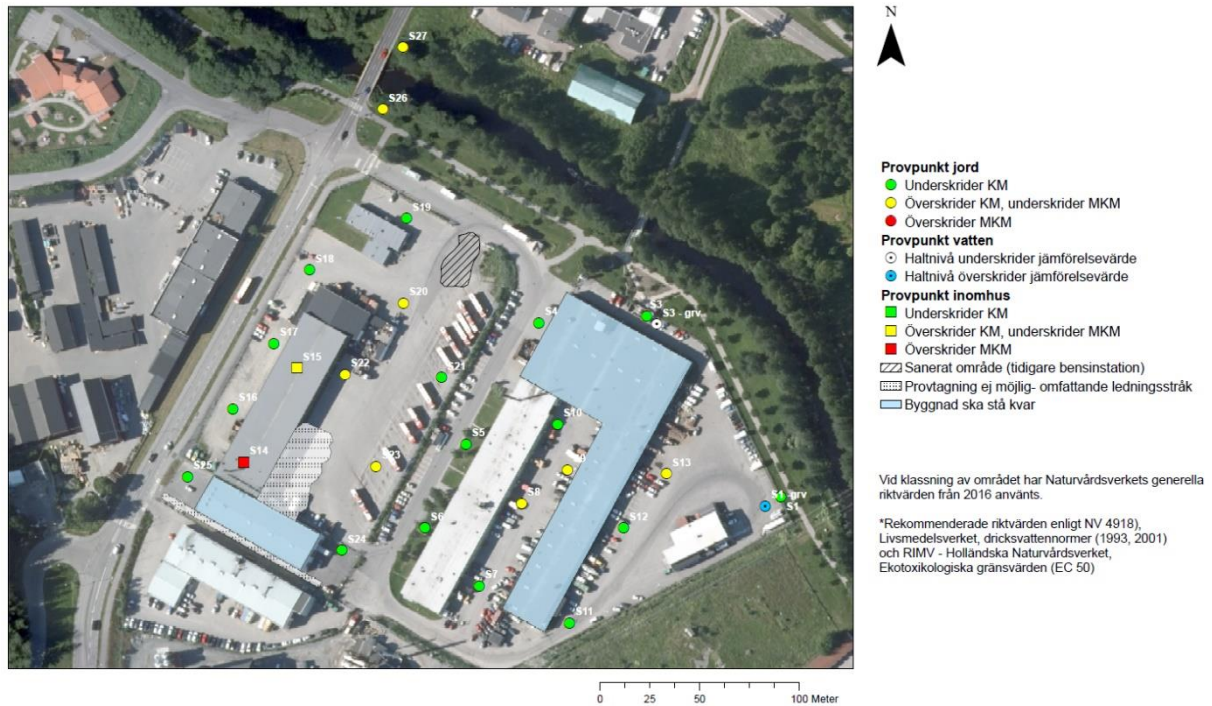 N
S27
S26
S19
S18
S20
S3
S3 - grv
S4
S17
S15
S22
S21
S16
S10
S5
S14
S23
S9
S13
S25
S8
S1 - grv
S1
S6
S12
S24
S7
S11
Provpunkt jord
Underskrider KM
Överskrider KM, underskrider MKM
Överskrider MKM
Provpunkt vatten
Haltnivå underskrider jämförelsevärde
Haltnivå överskrider jämförelsevärde
Provpunkt inomhus
Underskrider KM
Överskrider KM, underskrider MKM
Överskrider MKM
Sanerat område (tidigare bensinstation)
Provtagning ej möjlig- omfattande ledningsstråk
Byggnad ska stå kvar
Vid klassning av området har Naturvårdsverkets generella
riktvärden från 2016 använts.
*Rekommenderade riktvärden enligt NV 4918),
Livsmedelsverket, dricksvattennormer (1993, 2001)
och RIMV - Holländska Naturvårdsverket,
Ekotoxikologiska gränsvärden (EC 50)
0 25 50 100 Meter